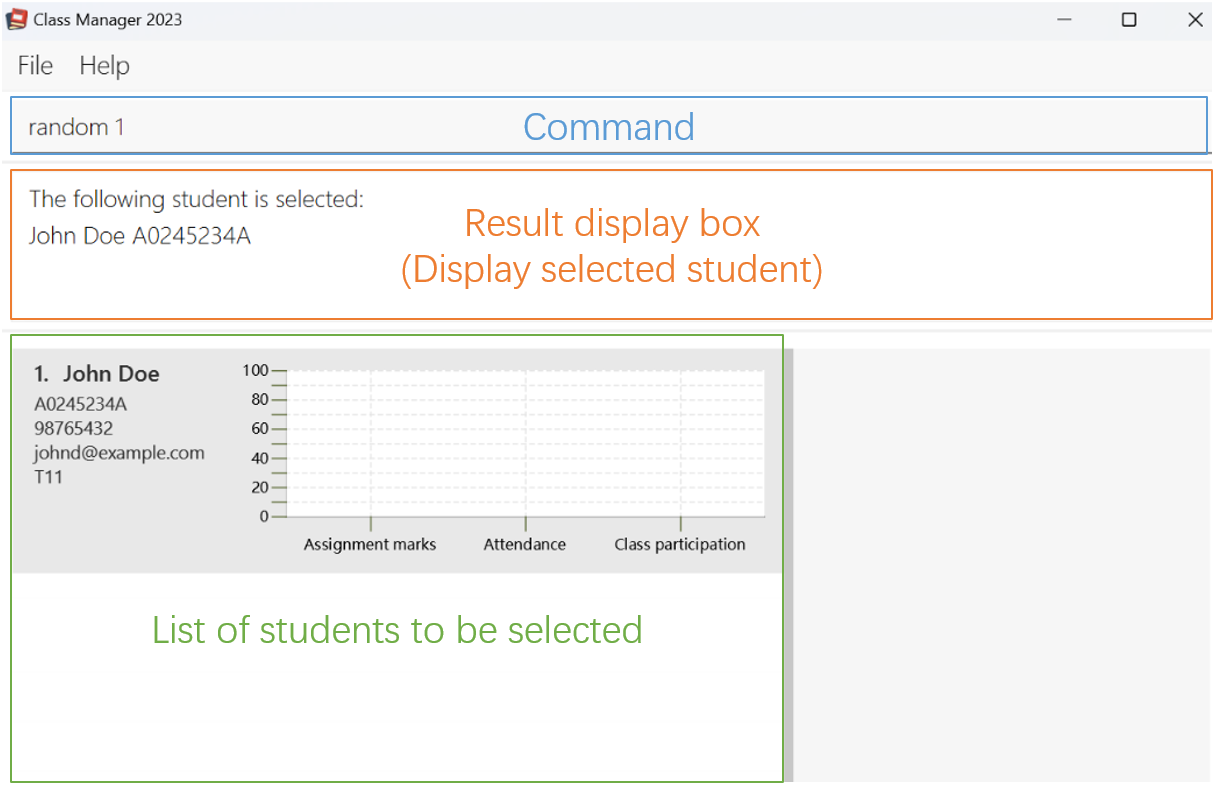 Class Manager 2023
File Help
random 1
Command
The following student is selected:
John Doe A0245234A
Result display box
(Display selected student)
1. John Doe
A0245234A
98765432
johnd@example.com
T11
100
80
60
40
20
0
Assignment marks Attendance Class participation
List of students to be selected